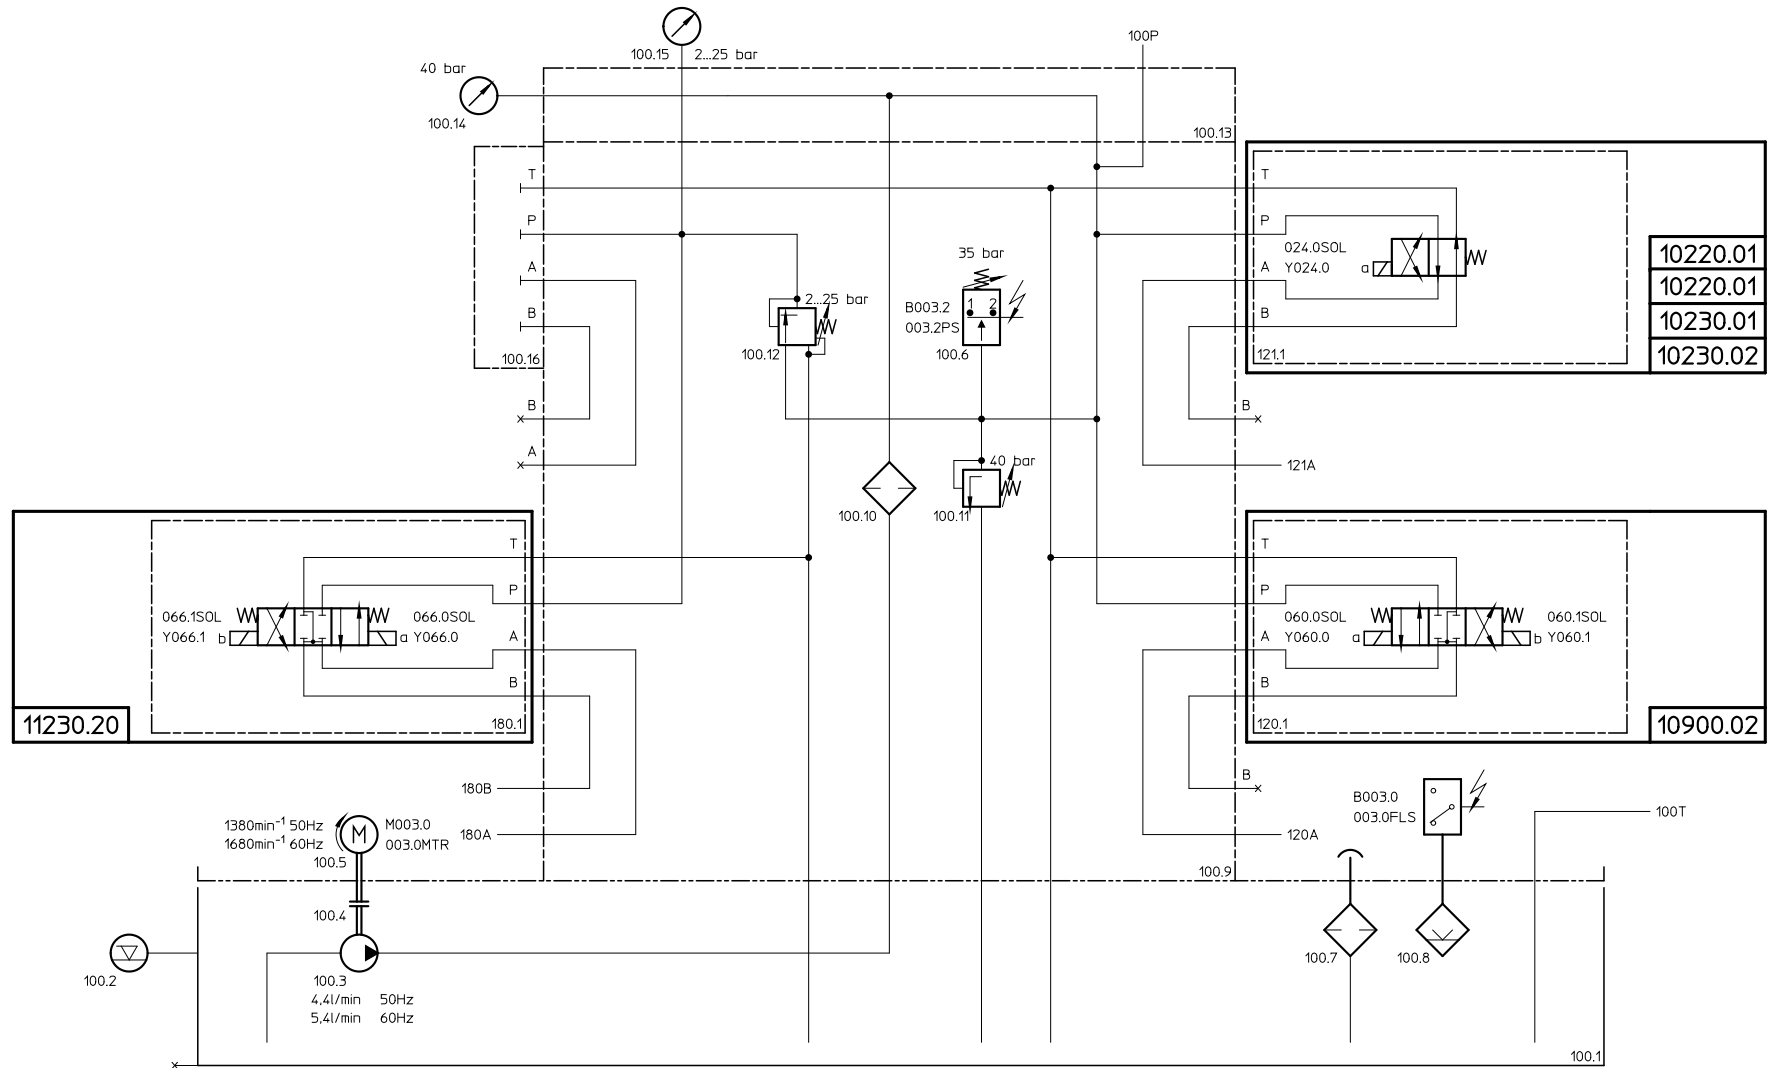 100P
100.15 2...25 bar
40 bar
100.14
100.13
T
T
P
P
024.0SOL
10220.01
35 bar
A
A
Y024.0
a
10220.01
2...25 bar
B003.2
1 2
B
B
003.2PS
10230.01
100.16
100.12
100.6
121.1
10230.02
B
B
A
40 bar
121A
100.10
100.11
T
T
P
P
066.1SOL
066.0SOL
060.0SOL
060.1SOL
Y066.1
b
a
Y066.0
A
A
Y060.0
a
b
Y060.1
B
B
11230.20
180.1
120.1
10900.02
180B
B
B003.0
003.0FLS
100T
1380min-1 50Hz
M
M003.0
180A
120A
1680min-1 60Hz
003.0MTR
100.5
100.9
100.4
100.7
100.8
100.2
100.3
4,4l/min 50Hz
5,4l/min 60Hz
100.1